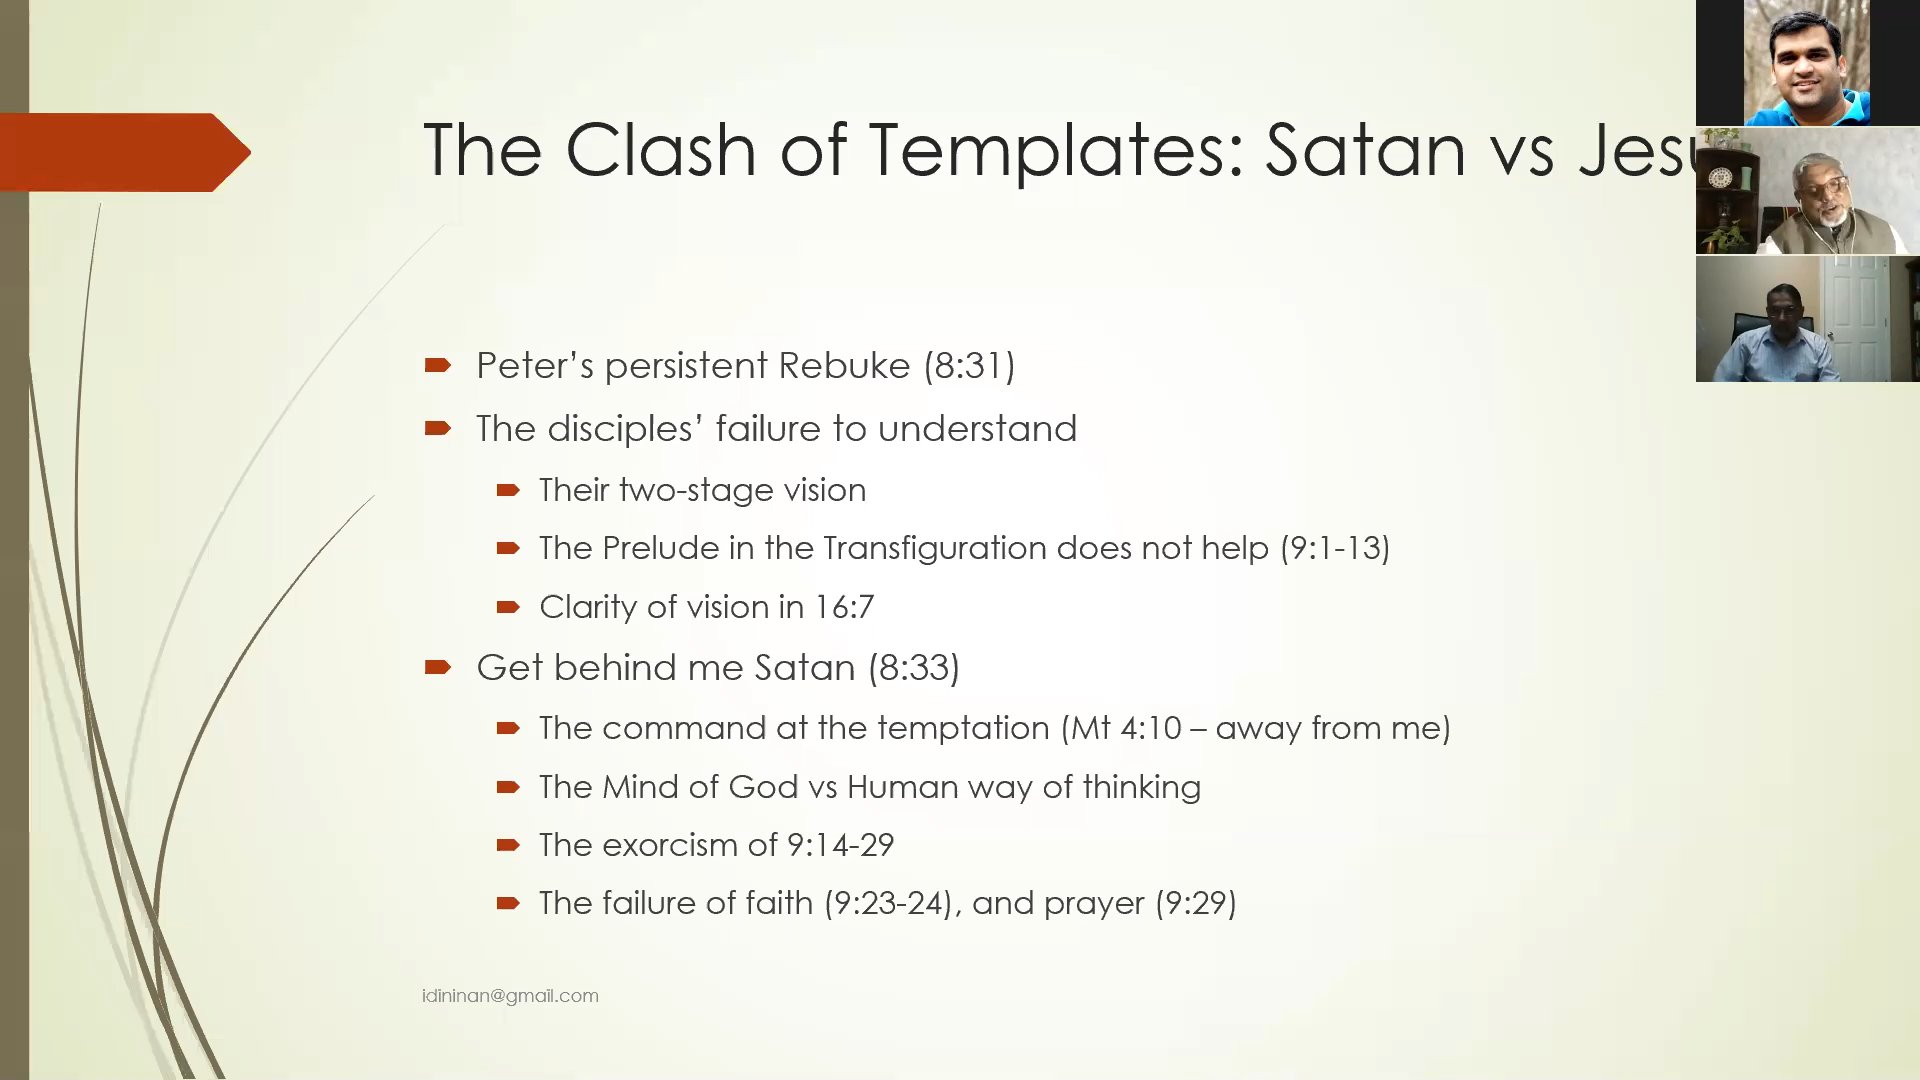 The Clash of Templates: Satan vs Jesu
Peter’s persistent Rebuke (8:31)
The disciples’ failure to understand
Their two-stage vision
The Prelude in the Transfiguration does not help (9:1-13)
Clarity of vision in 16:7
Get behind me Satan (8:33)
The command at the temptation (Mt 4:10 – away from me)
The Mind of God vs Human way of thinking
The exorcism of 9:14-29
The failure of faith (9:23-24), and prayer (9:29)
idininan@gmail.com